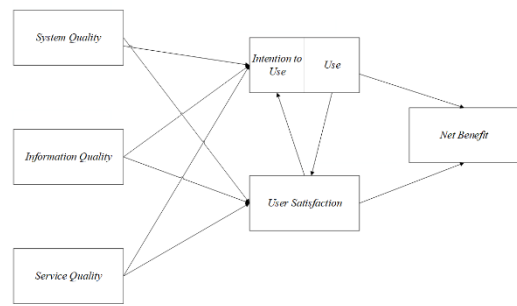 System Quality
Intention to
Use
Use
Net Benefit
Information Quality
User Satisfaction
Service Quality